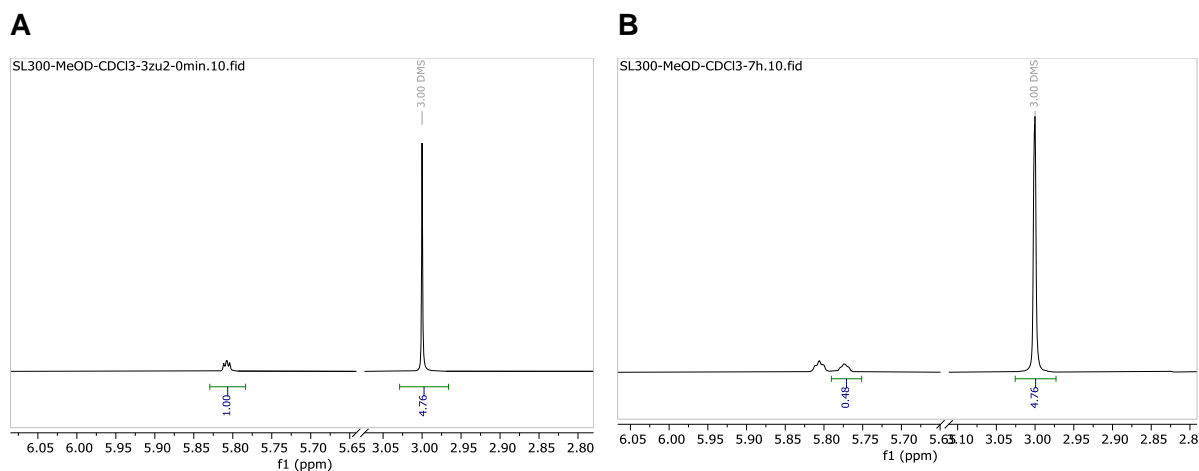 A
SL300-MeOD-CDCl3-3zu2-0min.10.fid
3.00 DMS
1.00
4.76
6.05 6.00 5.95 5.90 5.85 5.80 5.75 5.70 5.65 3.05 3.00 2.95 2.90 2.85 2.80
f1 (ppm)
B
SL300-MeOD-CDCl3-7h.10.fid
3.00 DMS
0.48
4.76
6.05 6.00 5.95 5.90 5.85 5.80 5.75 5.70 3.10 3.05 3.00 2.95 2.90 2.85 2.8
f1 (ppm)